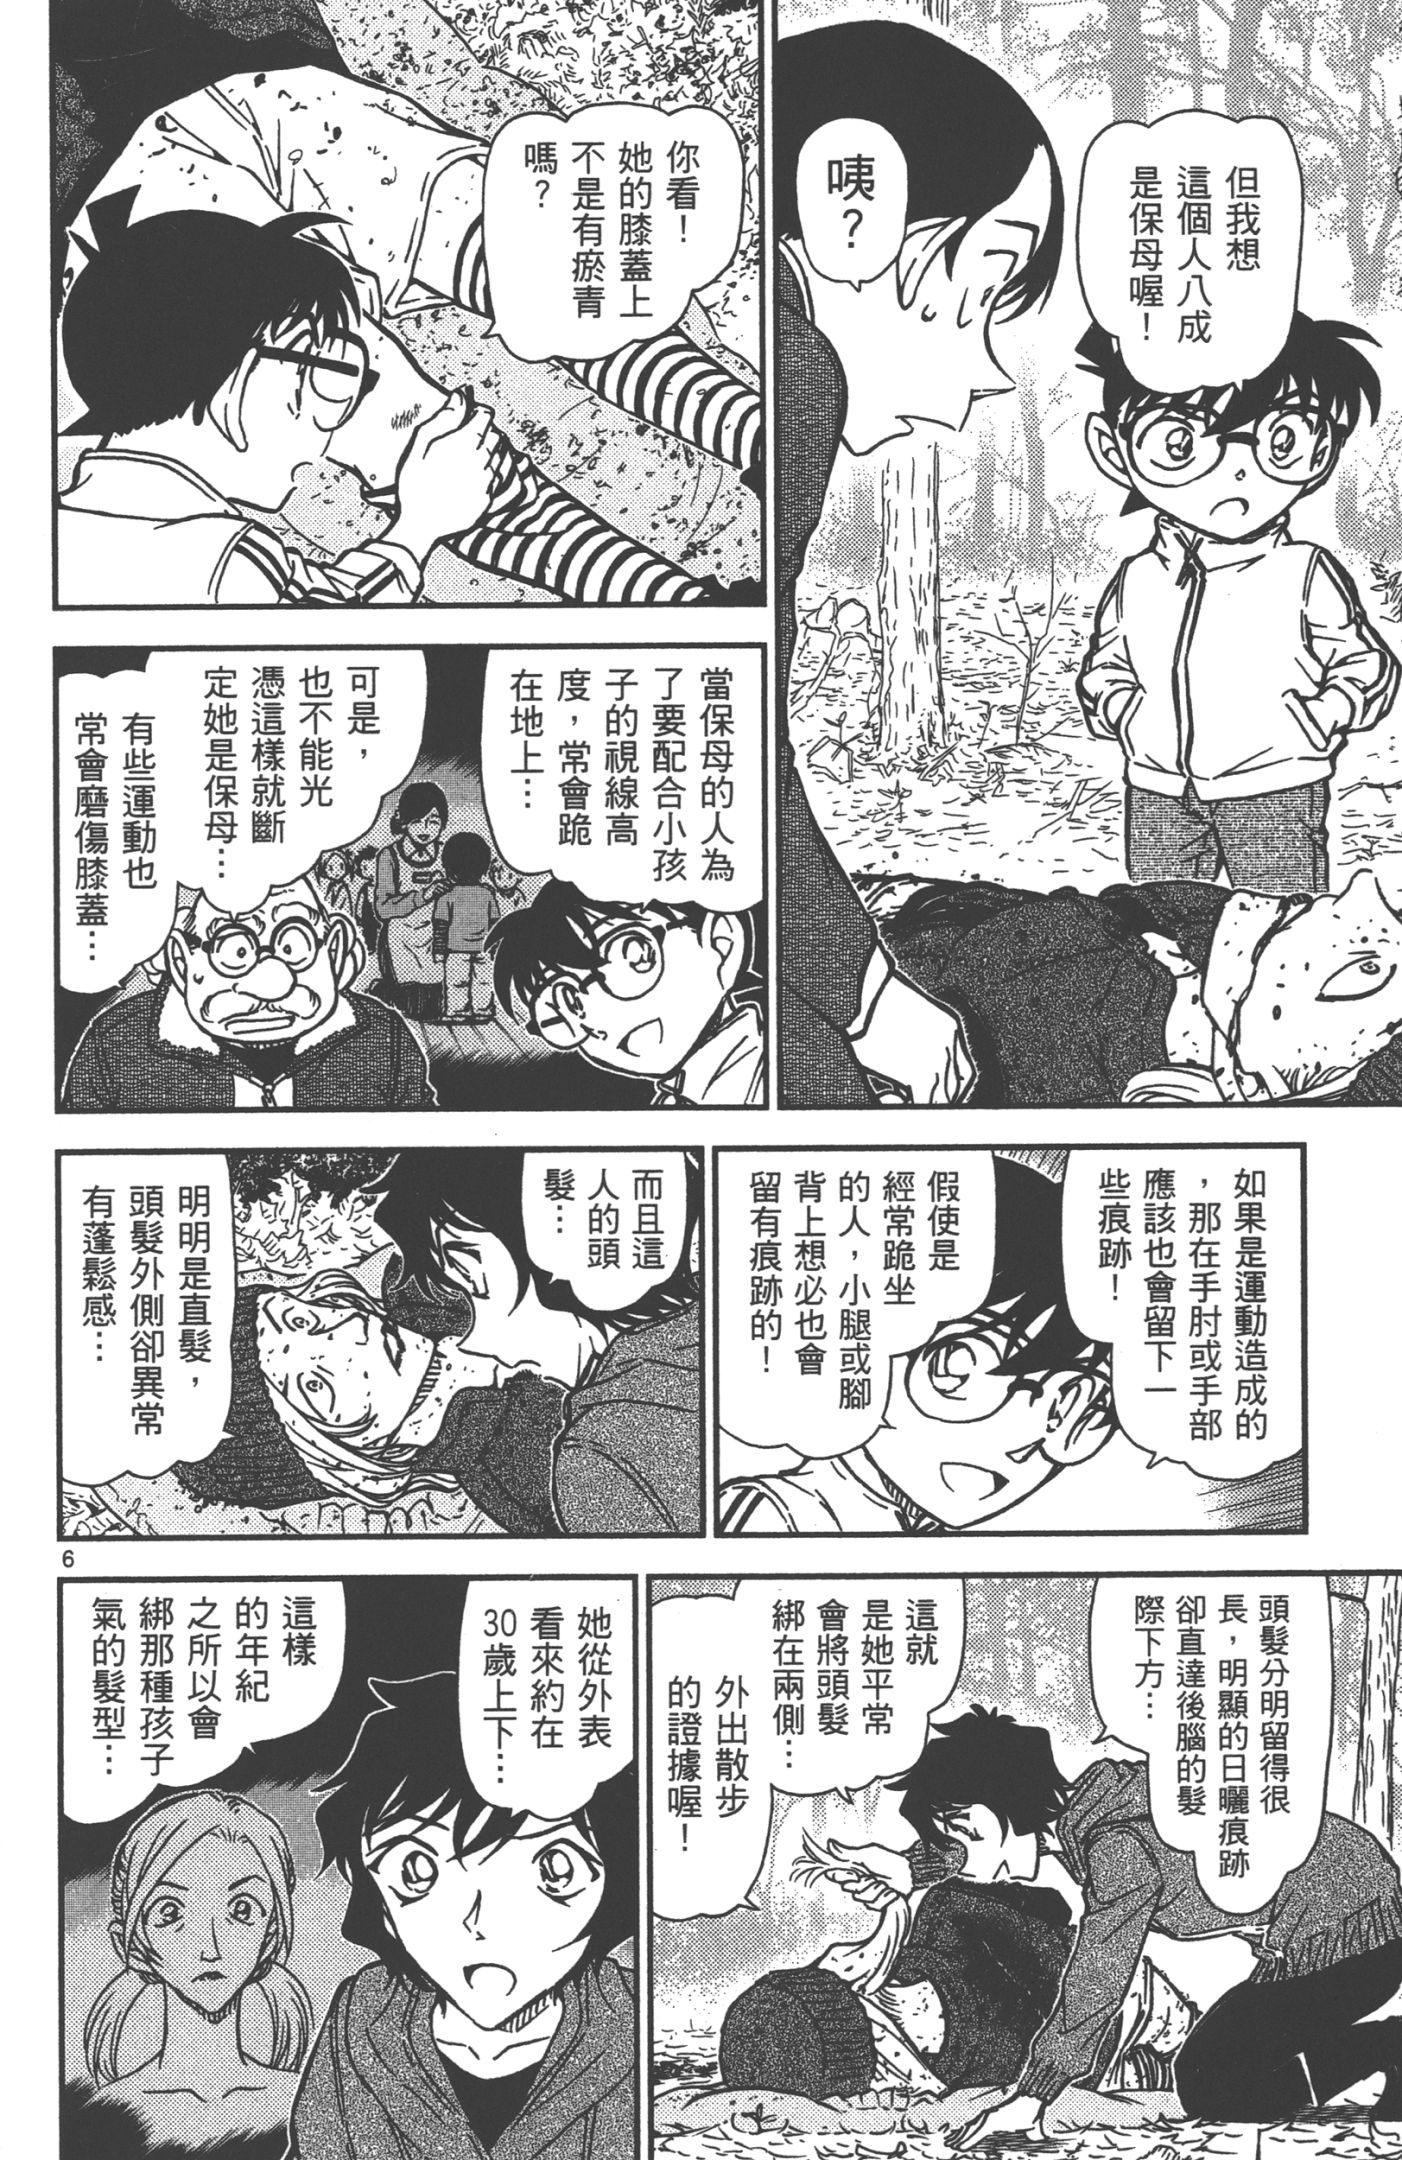 但我想
這個人八成
是保母喔！
咦？
你看！
她的膝蓋上
不是有瘀青
嗎？
當保母的人為
了要配合小孩
子的視線高
度，常會跪
在地上…
可是，
也不能光
憑這樣就斷
定她是保母…
有些運動也
常會磨傷膝蓋…
如果是運動造成的
，那在手肘或手部
應該也會留下一
些痕跡！
假使是
經常跪坐
的人，小腿或腳
背上想必也會
留有痕跡的！
而且這
人的頭
髮…
明明是直髮，
頭髮外側卻異常
有蓬鬆感…
6
頭髮分明留得很
長，明顯的日曬痕跡
卻直達後腦的髮
際下方…
這就
是她平常
會將頭髮
綁在兩側…
外出散步
的證據喔！
她從外表
看來約在
30歲上下…
這樣
的年紀
之所以會
綁那種孩子
氣的髮型…